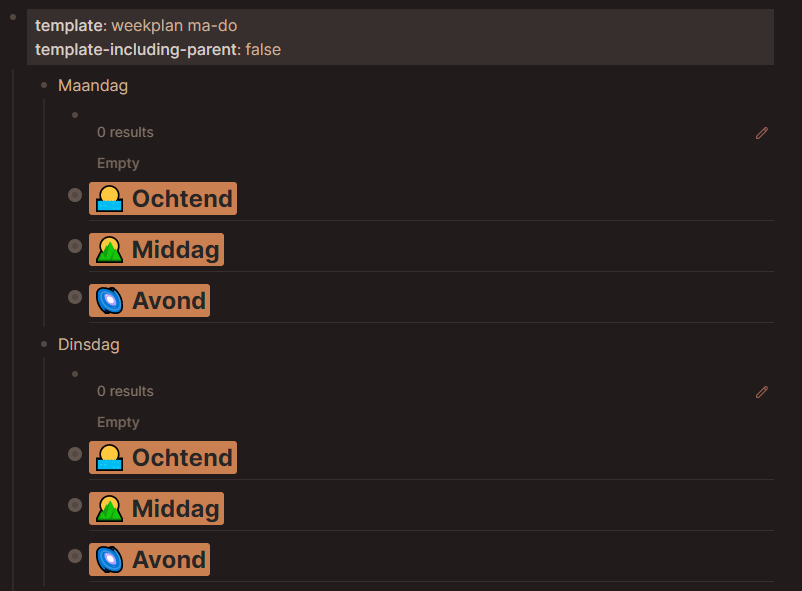 template: weekplan ma-do
template-including-parent: false
Maandag
0 results
Empty
Ochtend
Middag
Avond
Dinsdag
0 results
Empty
Ochtend
Middag
Avond